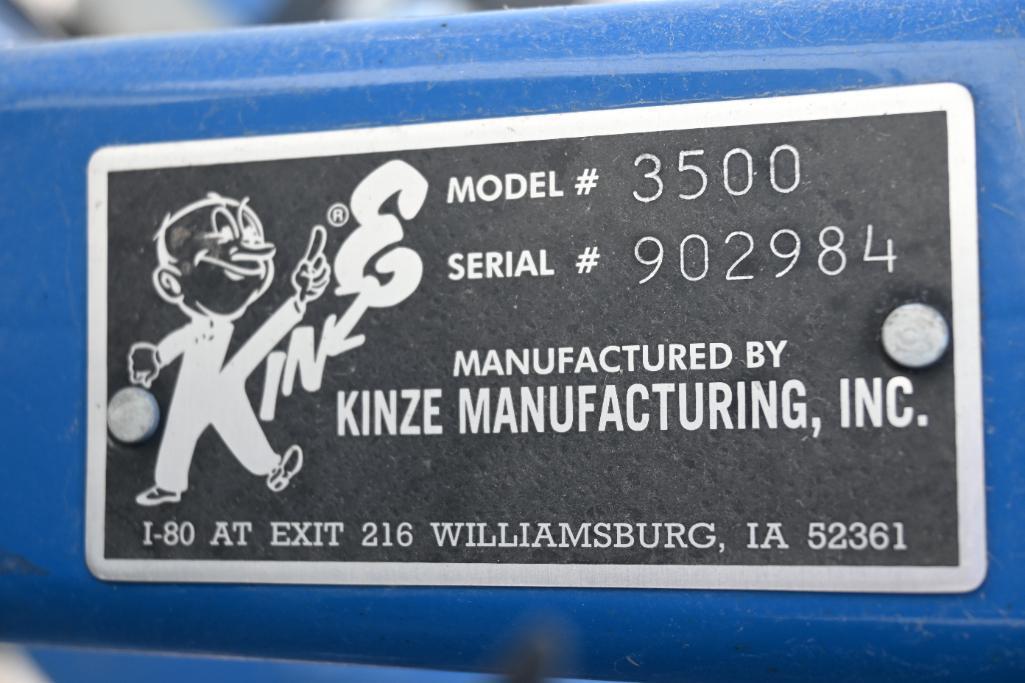 KINZE ®
MODEL # 3500
SERIAL # 902984
MANUFACTURED BY
KINZE MANUFACTURING, INC.
I-80 AT EXIT 216 WILLIAMSBURG, IA 52361